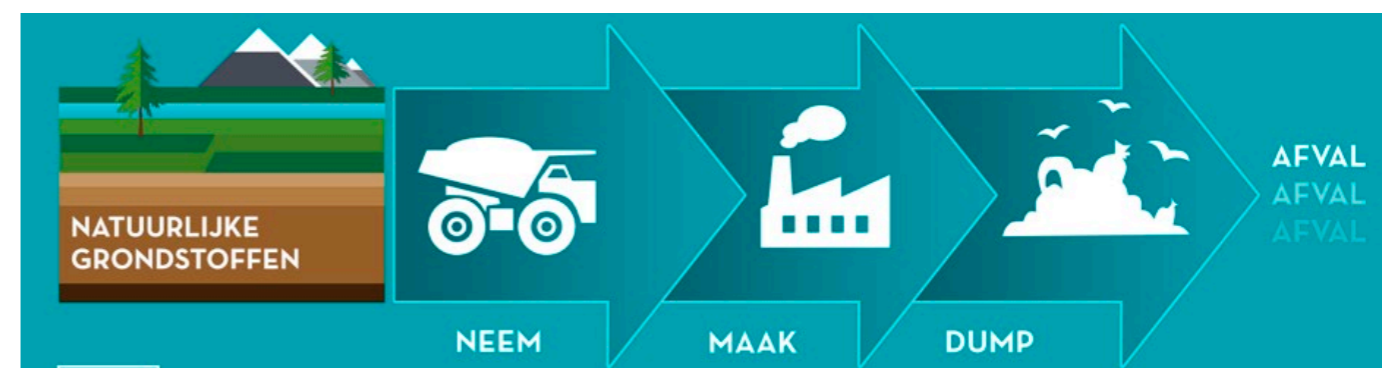 NATUURLIJKE
GRONDSTOFFEN
NEEM
MAAK
DUMP
AFVAL
AFVAL
AFVAL